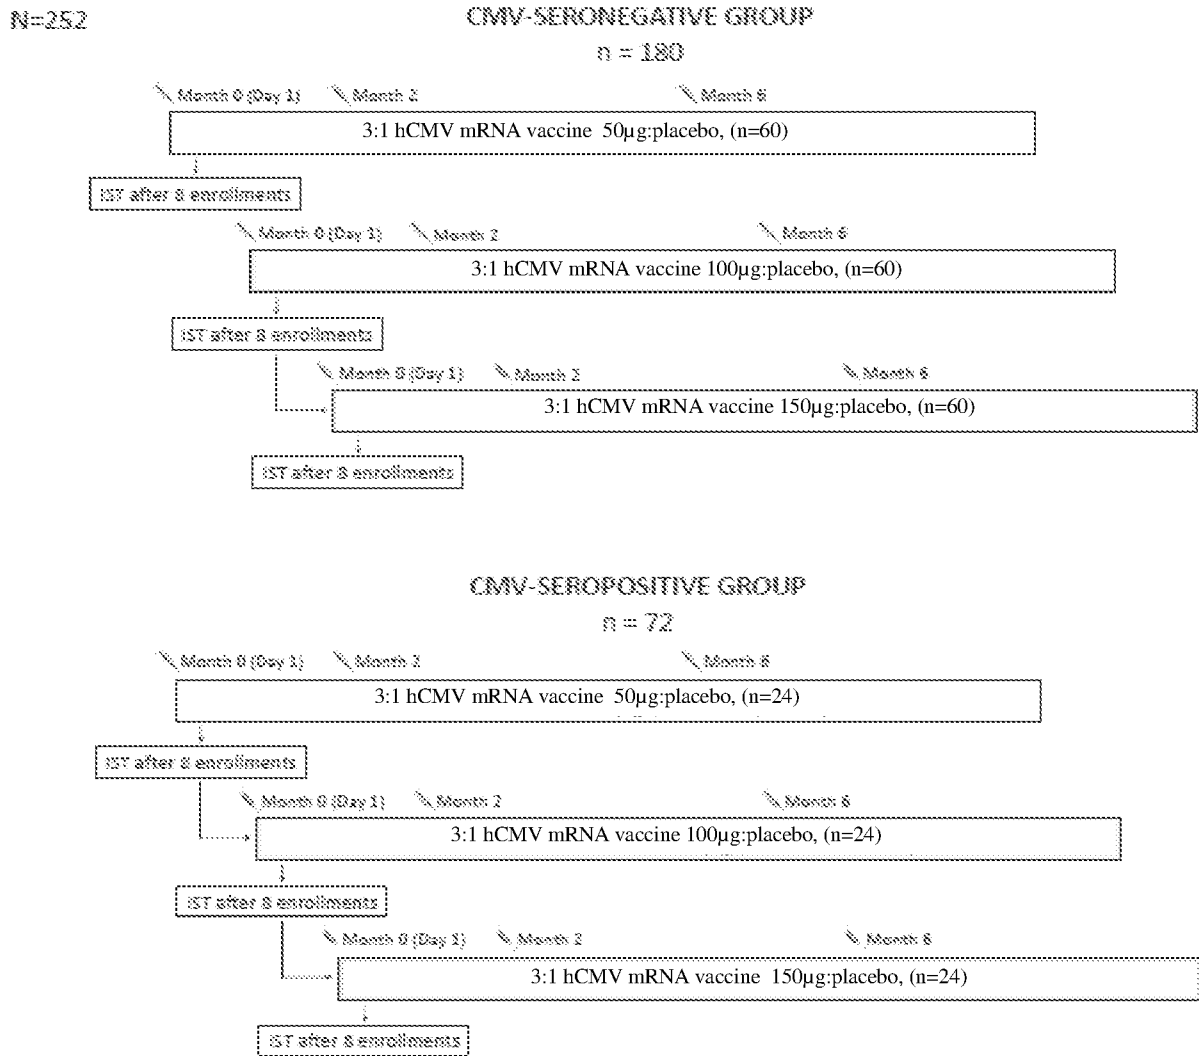 N=252
CMV-SERONEGATIVE GROUP
n = 180
Month 0 (Day 1) Month 2 Month 6
3:1 hCMV mRNA vaccine 50µg:placebo, (n=60)
IST after 8 enrollments
Month 0 (Day 1) Month 2 Month 6
3:1 hCMV mRNA vaccine 100µg:placebo, (n=60)
IST after 8 enrollments
Month 0 (Day 1) Month 2 Month 6
3:1 hCMV mRNA vaccine 150µg:placebo, (n=60)
IST after 8 enrollments
CMV-SEROPOSITIVE GROUP
n = 72
Month 0 (Day 1) Month 2 Month 6
3:1 hCMV mRNA vaccine 50µg:placebo, (n=24)
IST after 8 enrollments
Month 0 (Day 1) Month 2 Month 6
3:1 hCMV mRNA vaccine 100µg:placebo, (n=24)
IST after 8 enrollments
Month 0 (Day 1) Month 2 Month 6
3:1 hCMV mRNA vaccine 150µg:placebo, (n=24)
IST after 8 enrollments